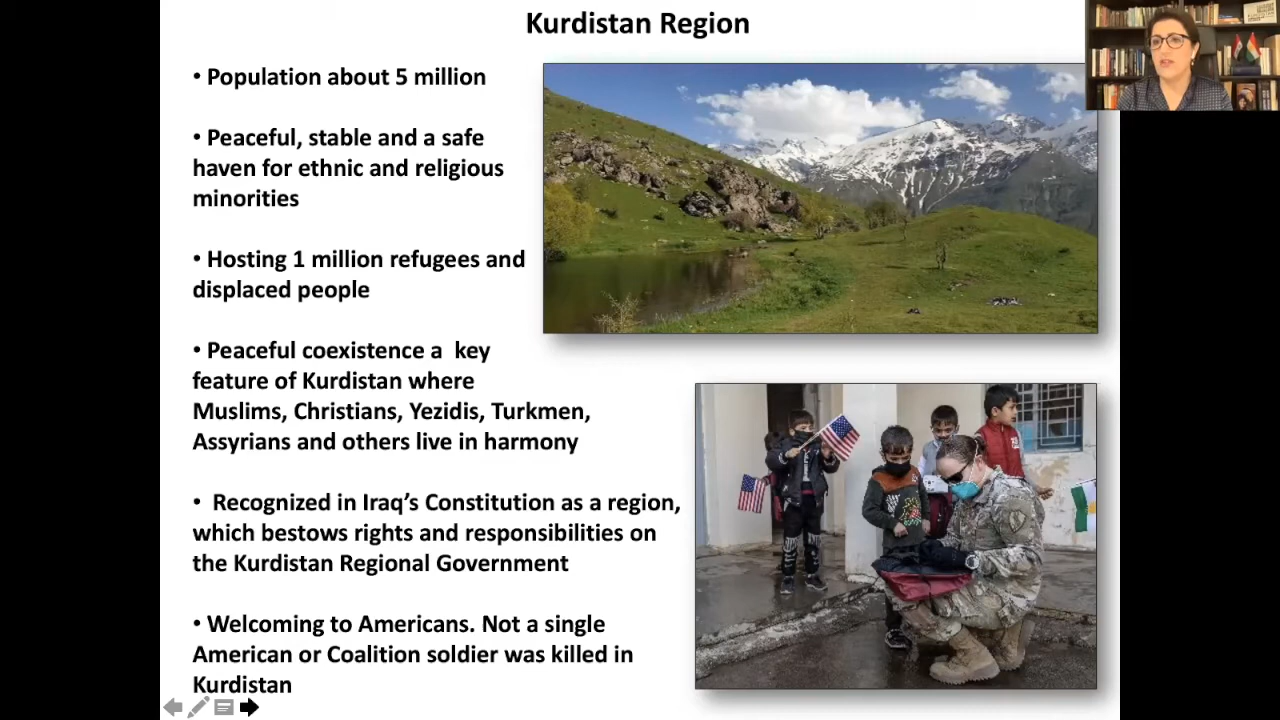 Kurdistan Region
• Population about 5 million
• Peaceful, stable and a safe
haven for ethnic and religious
minorities
• Hosting 1 million refugees and
displaced people
• Peaceful coexistence a  key
feature of Kurdistan where
Muslims, Christians, Yezidis, Turkmen,
Assyrians and others live in harmony
•  Recognized in Iraq’s Constitution as a region,
which bestows rights and responsibilities on
the Kurdistan Regional Government
• Welcoming to Americans. Not a single
American or Coalition soldier was killed in
Kurdistan